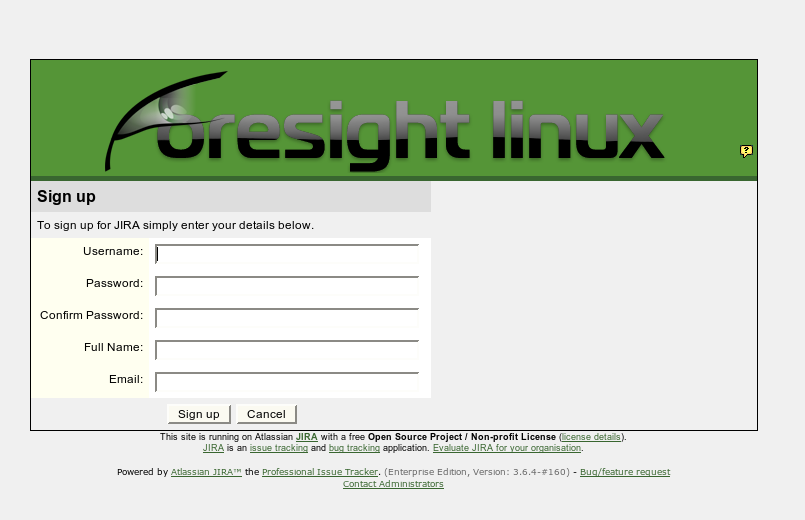 foresight linux
?
Sign up
To sign up for JIRA simply enter your details below.
Username:
Password:
Confirm Password:
Full Name:
Email:
Sign up Cancel
This site is running on Atlassian JIRA with a free Open Source Project / Non-profit License (license details).
JIRA is an issue tracking and bug tracking application. Evaluate JIRA for your organisation.
Powered by Atlassian JIRA™ the Professional Issue Tracker. (Enterprise Edition, Version: 3.6.4-#160) - Bug/feature request
Contact Administrators